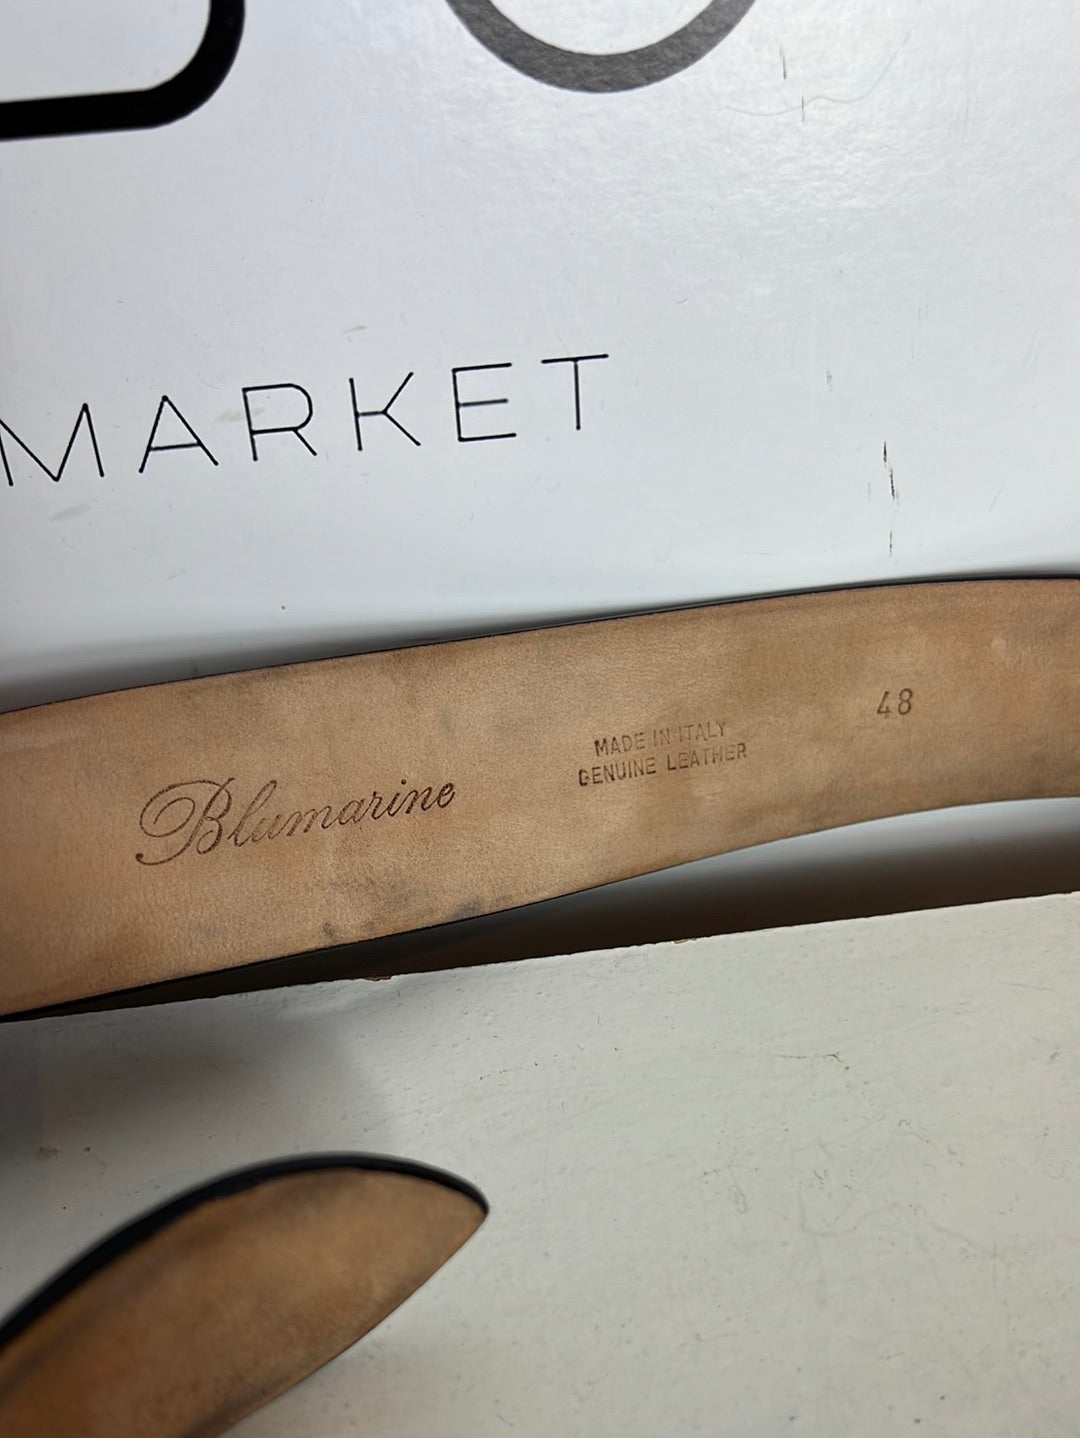 MARKET
Blumarine
MADE IN ITALY
GENUINE LEATHER
48